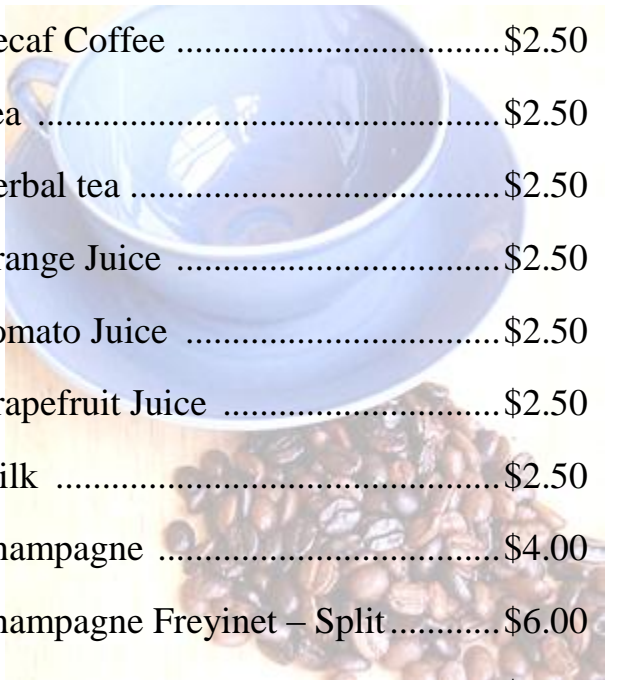 ecaf Coffee ....................................$2.50
ea ....................................................$2.50
erbal tea .........................................$2.50
range Juice ....................................$2.50
omato Juice ...................................$2.50
rapefruit Juice ...............................$2.50
ilk .................................................$2.50
hampagne ......................................$4.00
hampagne Freyinet – Split............$6.00